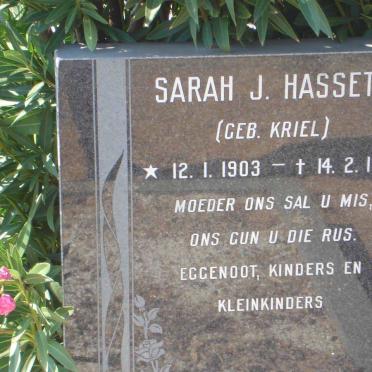 SARAH J. HASSET
(GEB. KRIEL)
★ 12. 1. 1903 – † 14. 2. 1
MOEDER ONS SAL U MIS,
ONS GUN U DIE RUS.
EGGENOOT, KINDERS EN
KLEINKINDERS